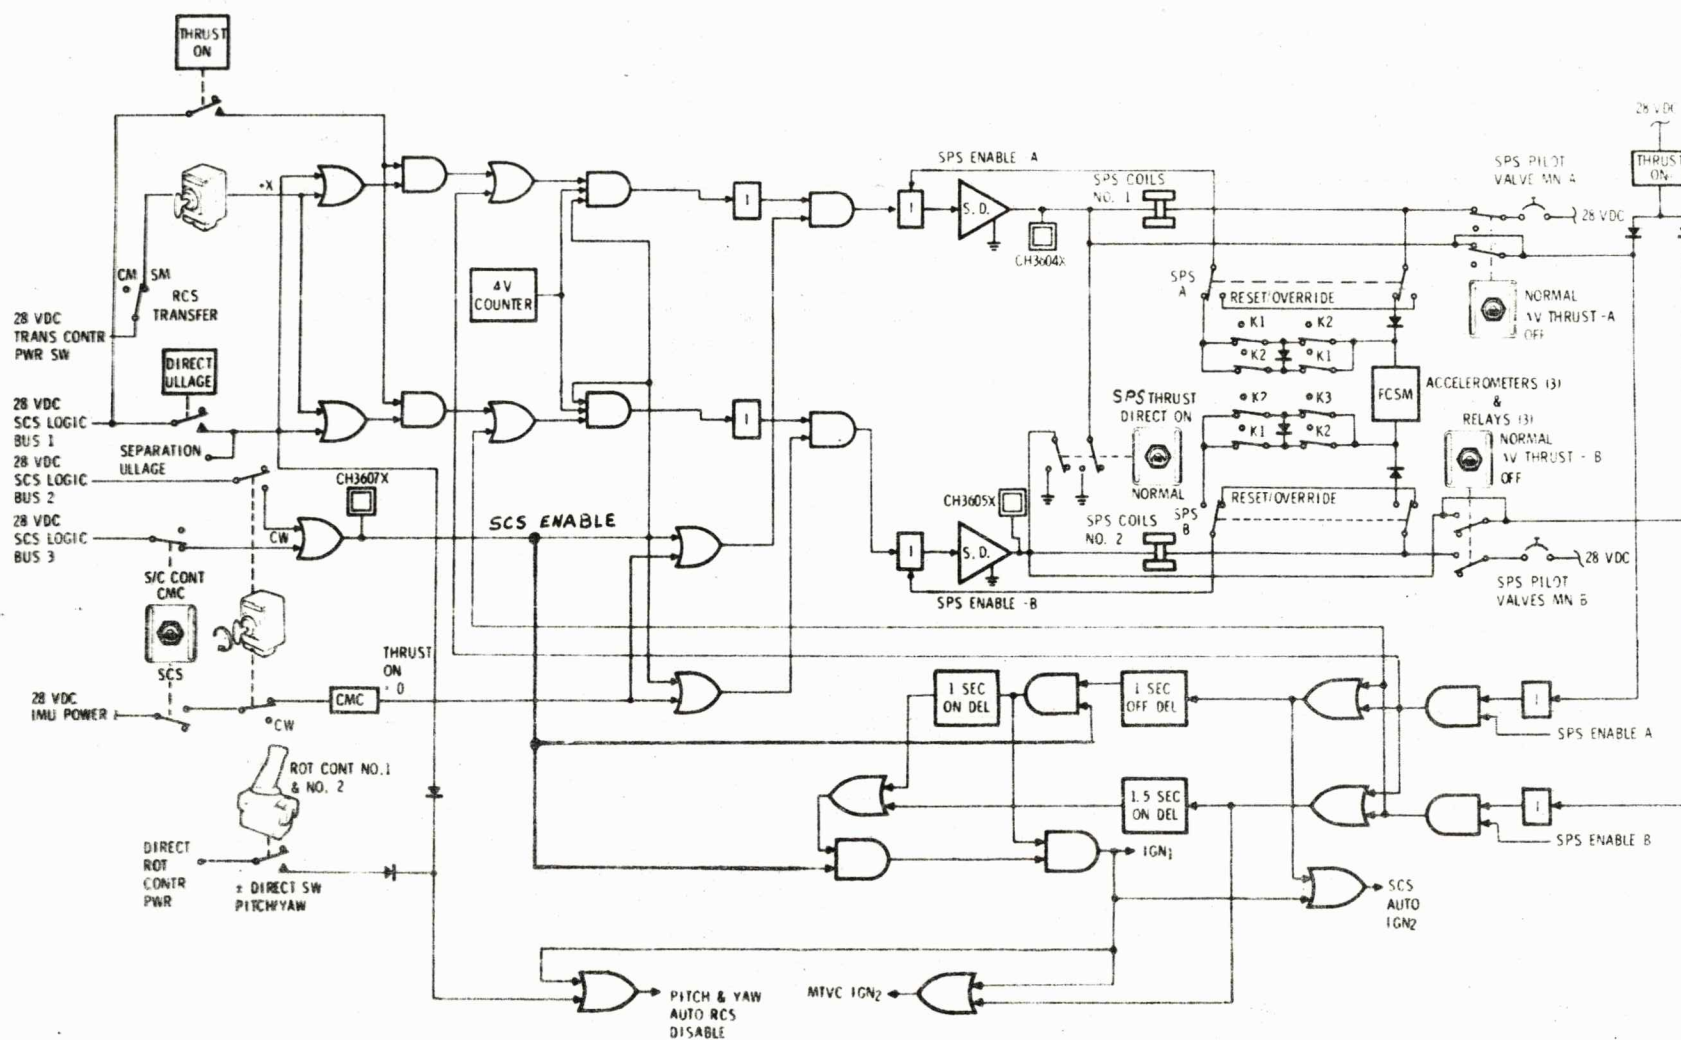 THRUST
ON
+X
CM
SM
RCS
TRANSFER
28 VDC
TRANS CONTR
PWR SW
DIRECT
ULLAGE
28 VDC
SCS LOGIC
BUS 1
SEPARATION
ULLAGE
28 VDC
SCS LOGIC
BUS 2
28 VDC
SCS LOGIC
BUS 3
CW
CH3607X
SCS ENABLE
S/C CONT
CMC
SCS
28 VDC
IMU POWER
CW
THRUST
ON
CMC
ROT CONT NO.1
& NO. 2
DIRECT
ROT
CONTR
PWR
± DIRECT SW
PITCH/YAW
ΔV
COUNTER
I
I
I
I
SPS ENABLE A
S.D.
CH3604X
SPS COILS
NO. 1
SPS PILOT
VALVE MN A
28 VDC
28 VDC
THRUST
ON
NORMAL
ΔV THRUST - A
OFF
SPS
A
RESET/OVERRIDE
K1
K2
K2
K1
FCSM
ACCELEROMETERS (3)
&
RELAYS (3)
K2
K3
K1
K2
SPS THRUST
DIRECT ON
NORMAL
NORMAL
ΔV THRUST - B
OFF
CH3605X
SPS
B
RESET/OVERRIDE
SPS COILS
NO. 2
S.D.
SPS ENABLE -B
28 VDC
SPS PILOT
VALVES MN B
1 SEC
ON DEL
1 SEC
OFF DEL
I
SPS ENABLE A
1.5 SEC
ON DEL
I
SPS ENABLE B
IGN1
SCS
AUTO
IGN2
PITCH & YAW
AUTO RCS
DISABLE
MTVC IGN2